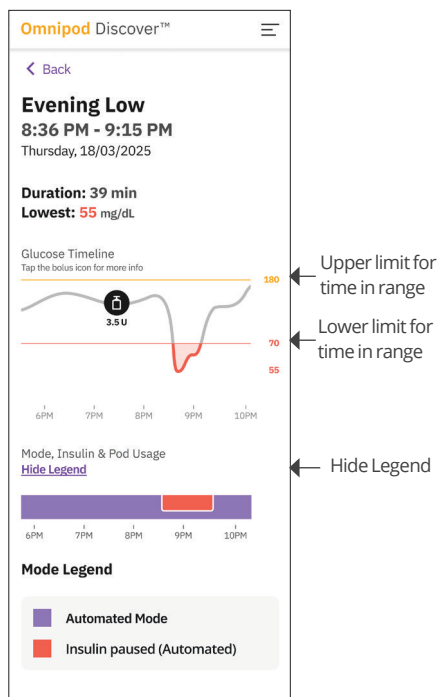 Omnipod Discover™
Back
Evening Low
8:36 PM - 9:15 PM
Thursday, 18/03/2025
Duration: 39 min
Lowest: 55 mg/dL
Glucose Timeline
Tap the bolus icon for more info
180
3.5 U
70
55
6PM 7PM 8PM 9PM 10PM
Upper limit for
time in range
Lower limit for
time in range
Mode, Insulin & Pod Usage
Hide Legend
Hide Legend
6PM 7PM 8PM 9PM 10PM
Mode Legend
Automated Mode
Insulin paused (Automated)